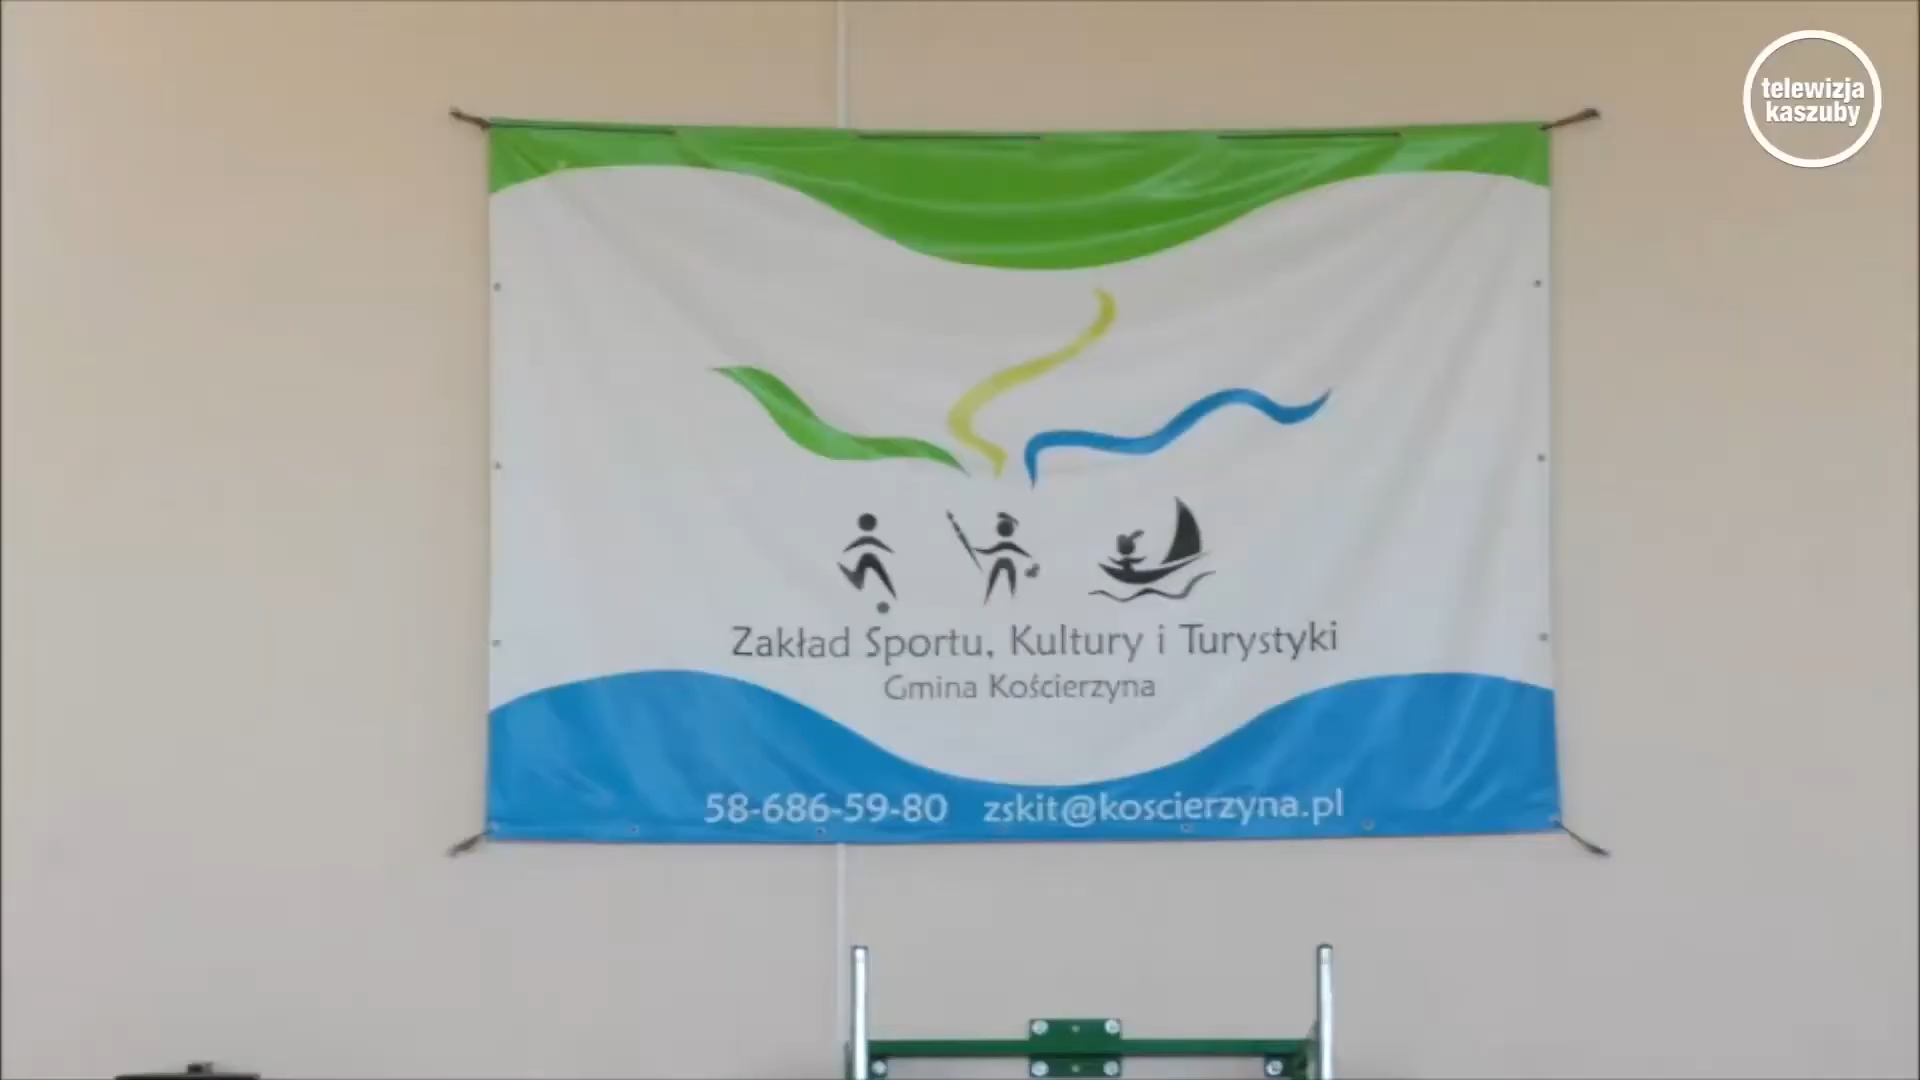 telewizja
kaszuby
Zakład Sportu, Kultury i Turystyki
Gmina Kościerzyna
58-686-59-80 zskit@koscierzyna.pl